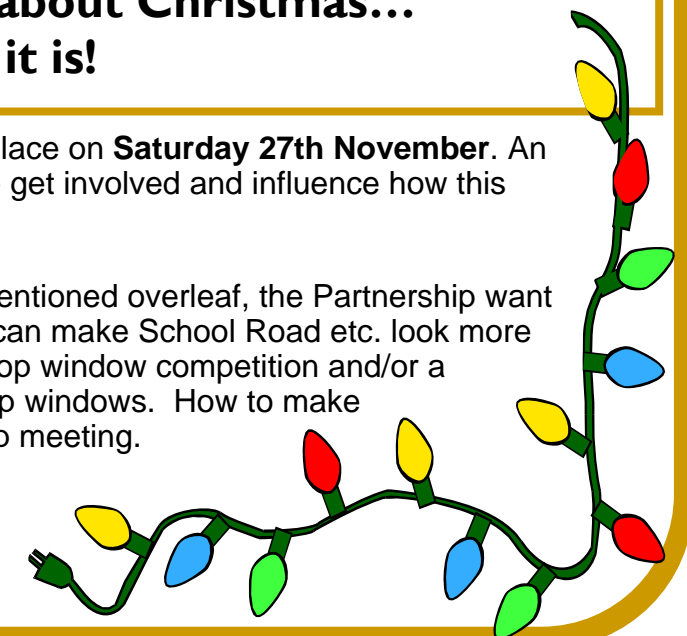 about Christmas…
it is!
lace on Saturday 27th November. An
get involved and influence how this
entioned overleaf, the Partnership want
can make School Road etc. look more
op window competition and/or a
p windows. How to make
o meeting.